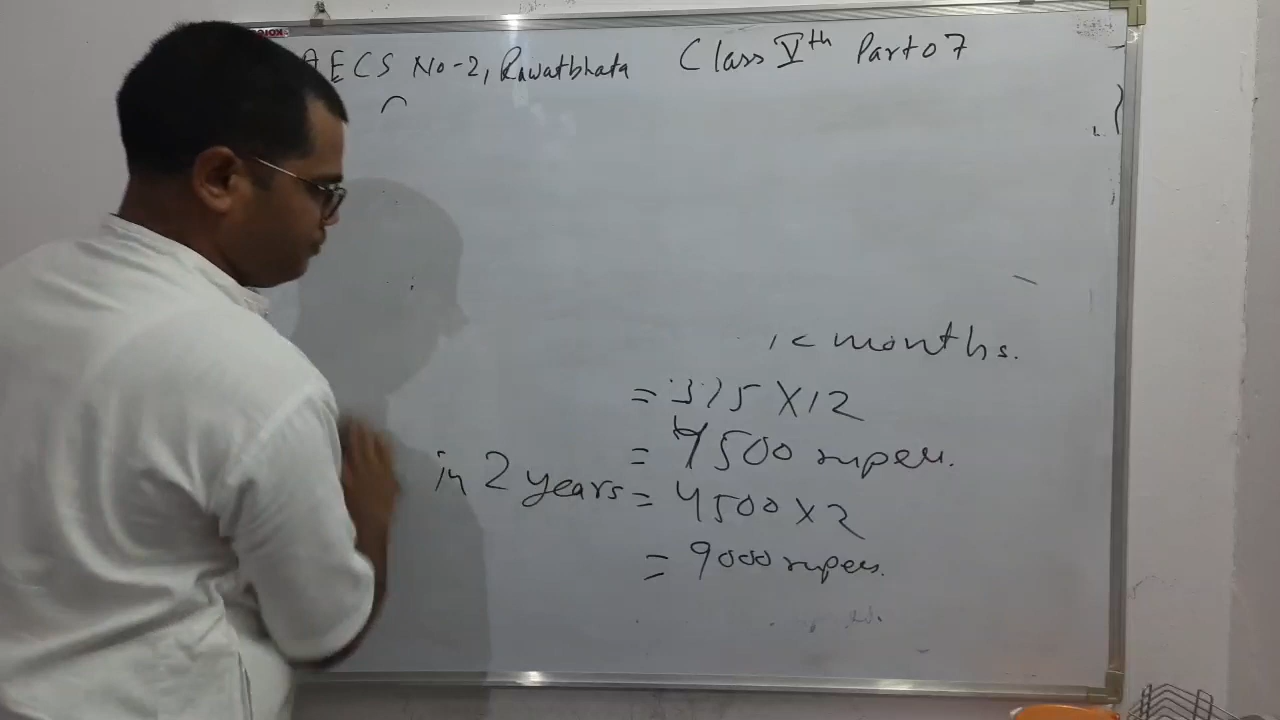 AECS No-2, Rawatbhata Class Vth Part 07
months.
= 375 X 12
= 4500 rupees.
in 2 years = 4500 X 2
= 9000 rupees.